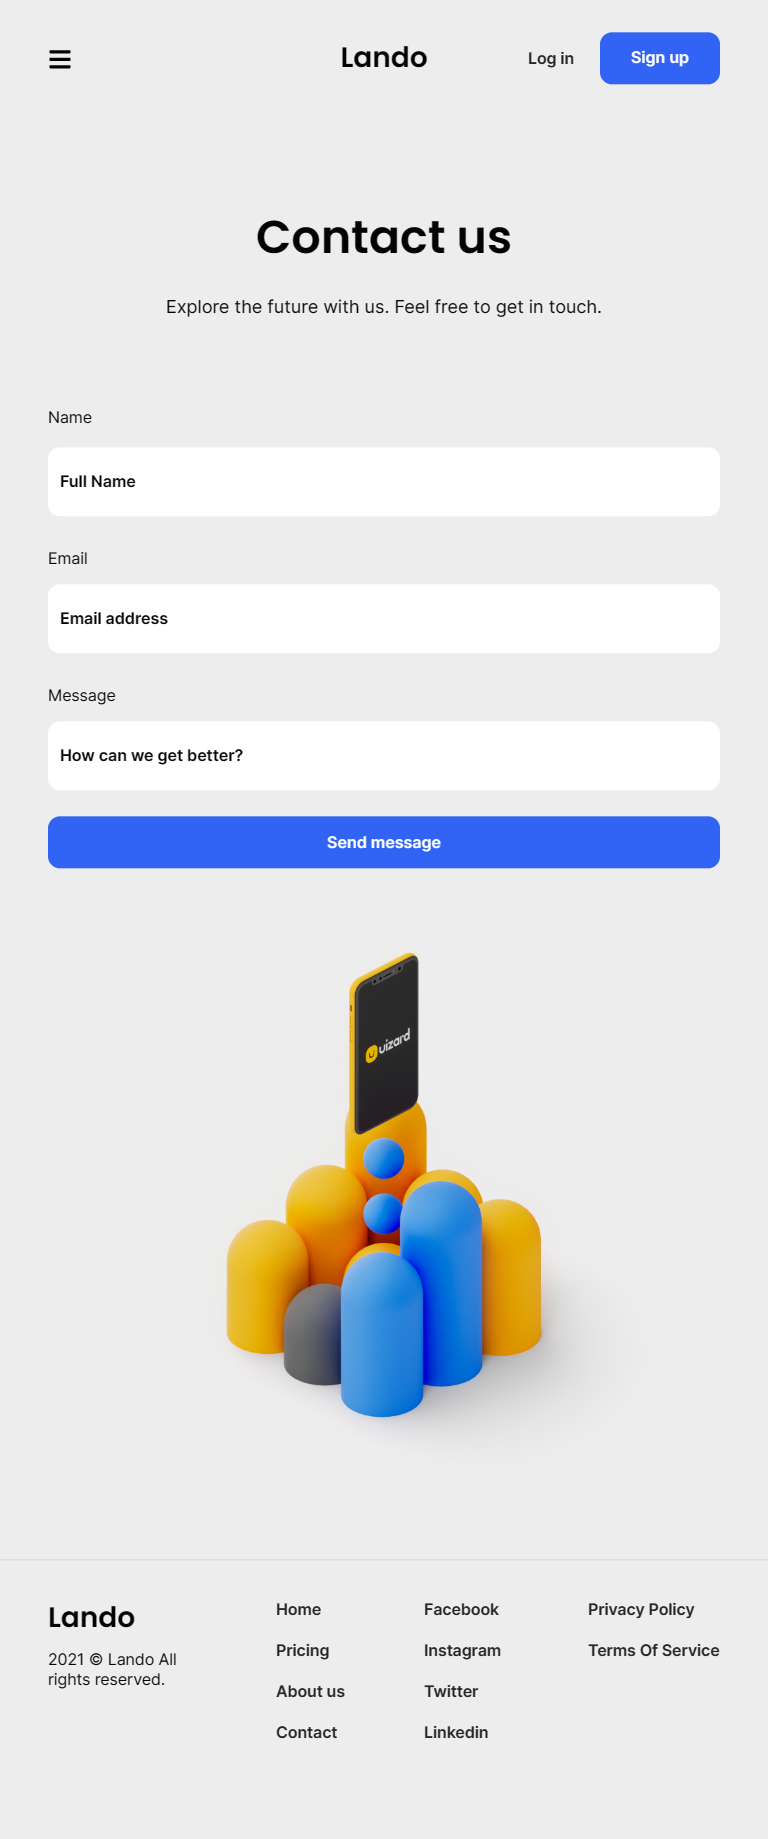 Lando
Log in
Sign up
Contact us
Explore the future with us. Feel free to get in touch.
Name
Full Name
Email
Email address
Message
How can we get better?
Send message
uizard
Lando
2021 © Lando All
rights reserved.
Home
Pricing
About us
Contact
Facebook
Instagram
Twitter
Linkedin
Privacy Policy
Terms Of Service